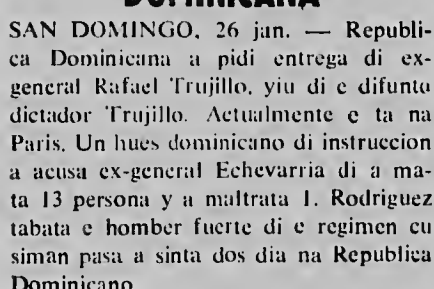 DOMINICANA
SAN DOMINGO, 26 jan. — Republi-
ca Dominicana a pidi entrega di ex-
general Rafael Trujillo, yiu di e difunto
dictador Trujillo. Actualmente e ta na
Paris. Un hues dominicano di instruccion
a acusa ex-general Echevarria di a ma-
ta 13 persona y a maltrata 1. Rodriguez
tabata e homber fuerte di e regimen cu
siman pasa a sinta dos dia na Republica
Dominicano